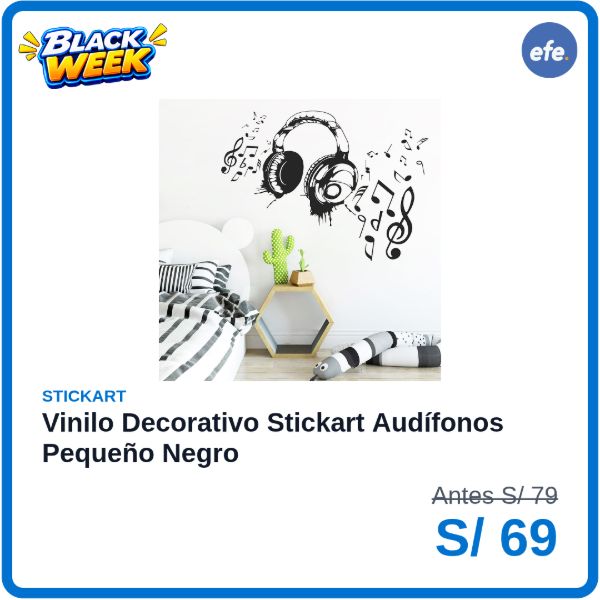 BLACK
WEEK
efe.
STICKART
Vinilo Decorativo Stickart Audífonos
Pequeño Negro
Antes S/ 79
S/ 69